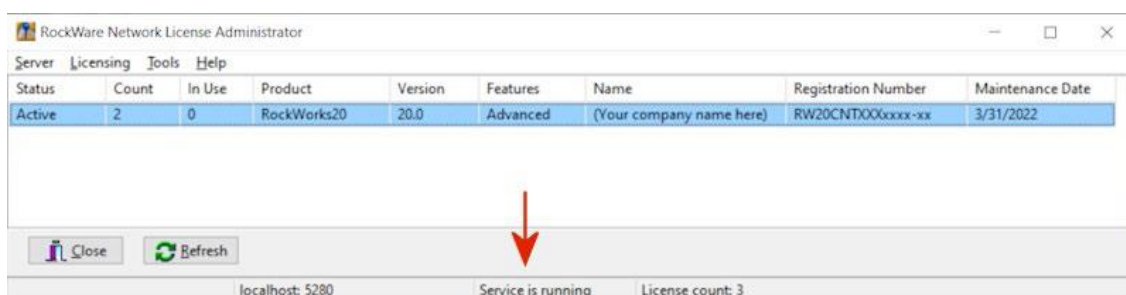 RockWare Network License Administrator
Server Licensing Tools Help
Status Count In Use Product Version Features Name Registration Number Maintenance Date
Active 2 0 RockWorks20 20.0 Advanced (Your company name here) RW20CNTXXXxxxx-xx 3/31/2022
Close Refresh
localhost: 5280 Service is running License count: 3